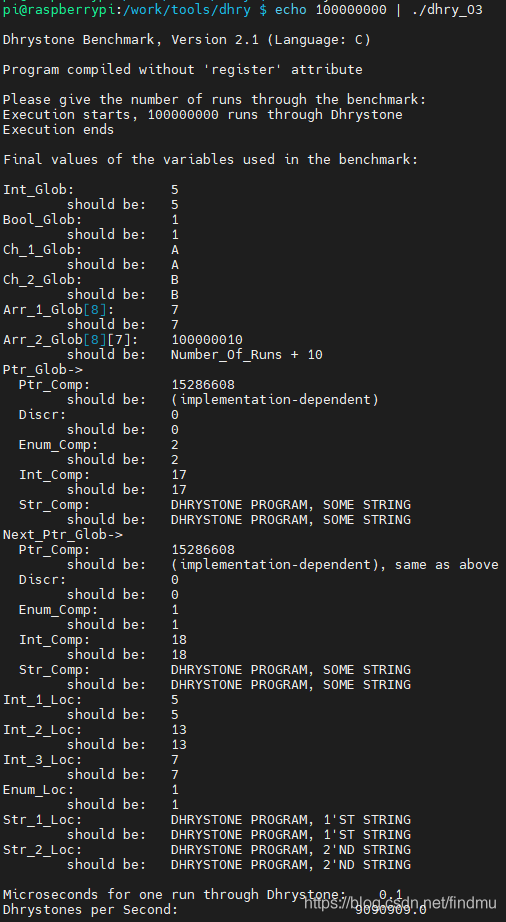 pi@raspberrypi:/work/tools/dhry $ echo 100000000 | ./dhry_O3
Dhrystone Benchmark, Version 2.1 (Language: C)
Program compiled without 'register' attribute
Please give the number of runs through the benchmark:
Execution starts, 100000000 runs through Dhrystone
Execution ends
Final values of the variables used in the benchmark:
Int_Glob: 5
should be: 5
Bool_Glob: 1
should be: 1
Ch_1_Glob: A
should be: A
Ch_2_Glob: B
should be: B
Arr_1_Glob[8]: 7
should be: 7
Arr_2_Glob[8][7]: 100000010
should be: Number_Of_Runs + 10
Ptr_Glob->
Ptr_Comp: 15286608
should be: (implementation-dependent)
Discr: 0
should be: 0
Enum_Comp: 2
should be: 2
Int_Comp: 17
should be: 17
Str_Comp: DHRYSTONE PROGRAM, SOME STRING
should be: DHRYSTONE PROGRAM, SOME STRING
Next_Ptr_Glob->
Ptr_Comp: 15286608
should be: (implementation-dependent), same as above
Discr: 0
should be: 0
Enum_Comp: 1
should be: 1
Int_Comp: 18
should be: 18
Str_Comp: DHRYSTONE PROGRAM, SOME STRING
should be: DHRYSTONE PROGRAM, SOME STRING
Int_1_Loc: 5
should be: 5
Int_2_Loc: 13
should be: 13
Int_3_Loc: 7
should be: 7
Enum_Loc: 1
should be: 1
Str_1_Loc: DHRYSTONE PROGRAM, 1'ST STRING
should be: DHRYSTONE PROGRAM, 1'ST STRING
Str_2_Loc: DHRYSTONE PROGRAM, 2'ND STRING
should be: DHRYSTONE PROGRAM, 2'ND STRING
Microseconds for one run through Dhrystone: 0.1
Dhrystones per Second: 9090909.0
https://blog.csdn.net/findmu